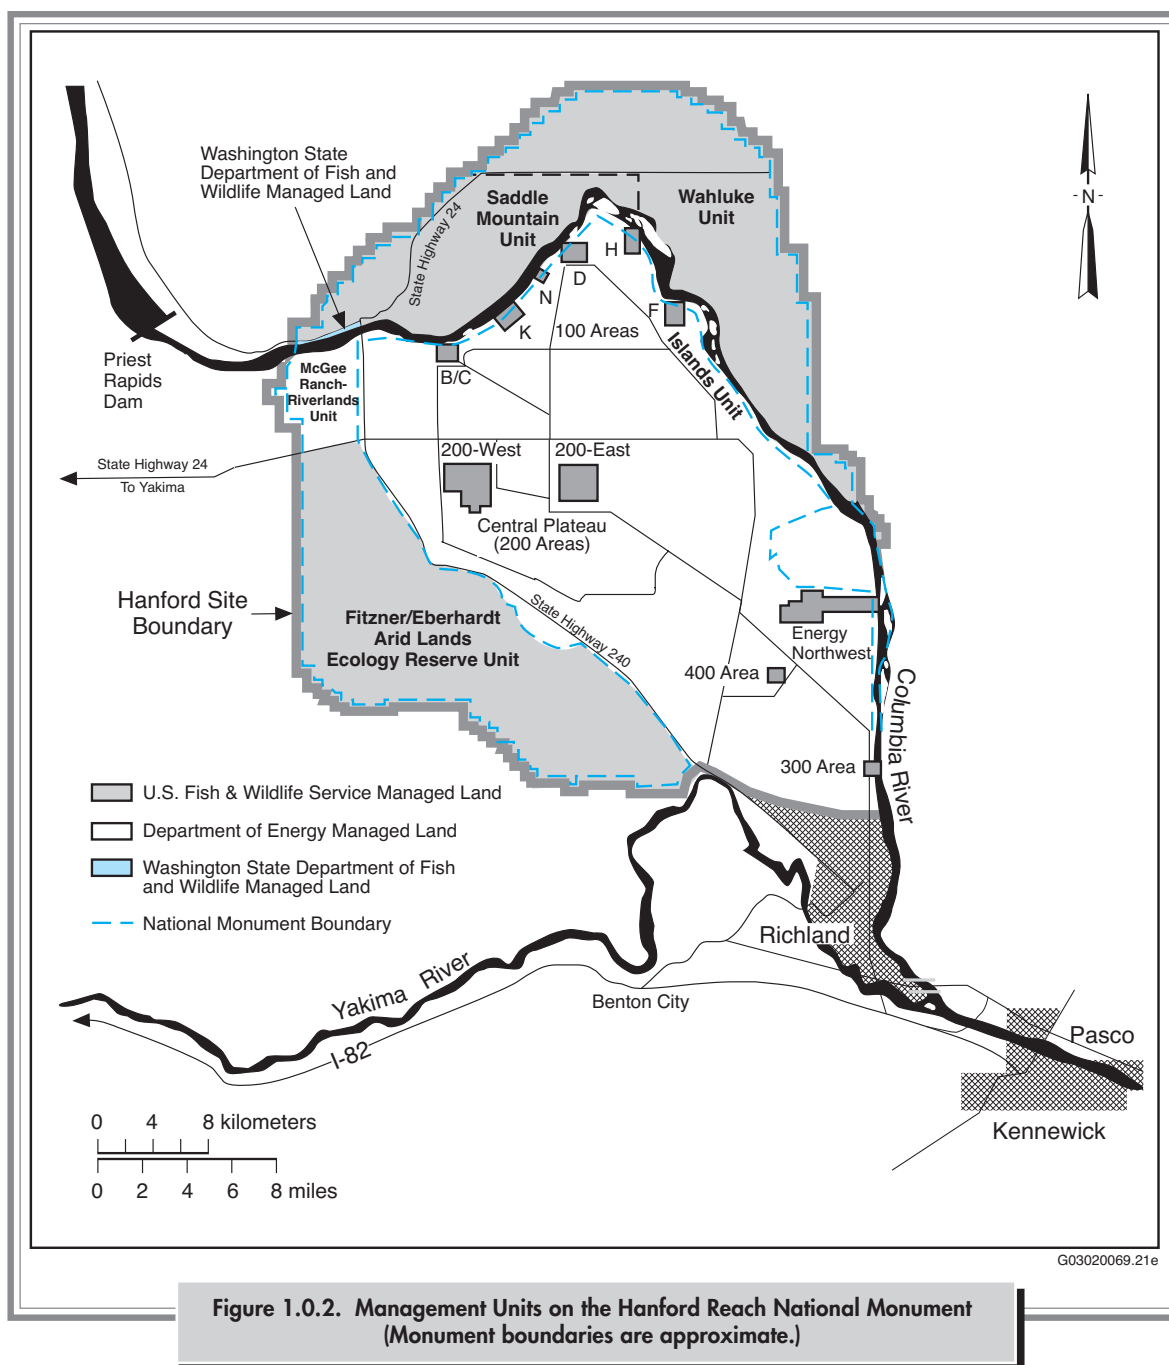 Washington State
Department of Fish and
Wildlife Managed Land
Saddle
Mountain
Unit
Wahluke
Unit
-N-
State Highway 24
H
D
N
K
F
100 Areas
Islands Unit
B/C
Priest
Rapids
Dam
McGee
Ranch-
Riverlands
Unit
State Highway 24
To Yakima
200-West
200-East
Central Plateau
(200 Areas)
Hanford Site
Boundary
Fitzner/Eberhardt
Arid Lands
Ecology Reserve Unit
State Highway 240
Energy
Northwest
400 Area
Columbia River
300 Area
U.S. Fish & Wildlife Service Managed Land
Department of Energy Managed Land
Washington State Department of Fish
and Wildlife Managed Land
National Monument Boundary
Richland
Yakima River
Benton City
I-82
Pasco
Kennewick
0 4 8 kilometers
0 2 4 6 8 miles
G03020069.21e
Figure 1.0.2. Management Units on the Hanford Reach National Monument
(Monument boundaries are approximate.)